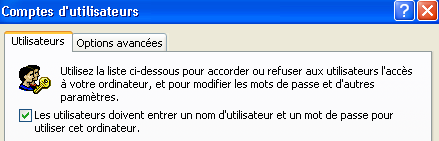 Comptes d'utilisateurs
Utilisateurs
Options avancées
Utilisez la liste ci-dessous pour accorder ou refuser aux utilisateurs l'accès
à votre ordinateur, et pour modifier les mots de passe et d'autres
paramètres.
Les utilisateurs doivent entrer un nom d'utilisateur et un mot de passe pour
utiliser cet ordinateur.